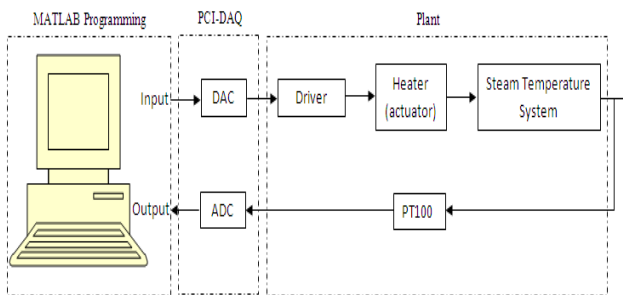 MATLAB Programming
PCI-DAQ
Plant
Input
DAC
Driver
Heater
(actuator)
Steam Temperature
System
Output
ADC
PT100